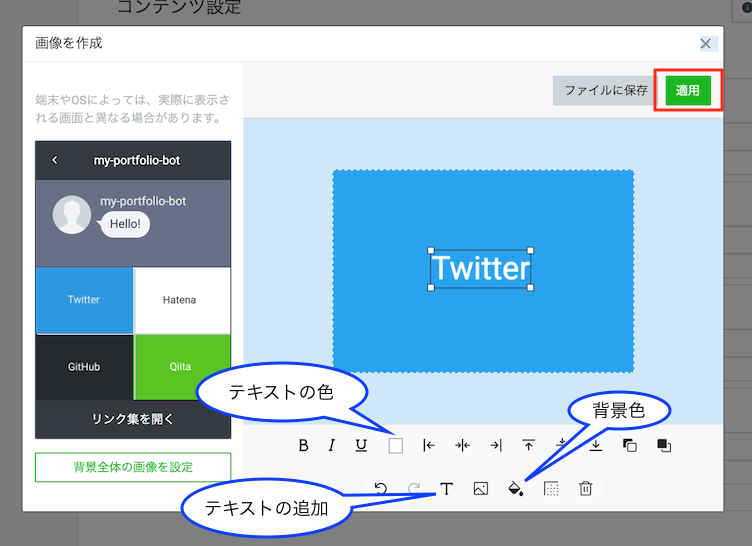 コンテンツ設定
画像を作成
端末やOSによっては、実際に表示
される画面と異なる場合があります。
ファイルに保存
適用
my-portfolio-bot
my-portfolio-bot
Hello!
Twitter
Hatena
GitHub
Qiita
リンク集を開く
背景全体の画像を設定
Twitter
テキストの色
背景色
B I U
T
テキストの追加